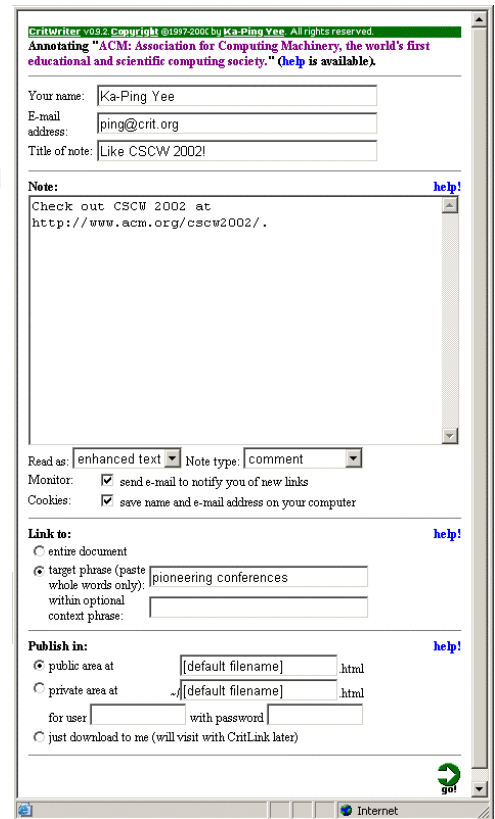 CritWriter v0.9.2. Copyright ©1997-2000 by Ka-Ping Yee. All rights reserved.
Annotating "ACM: Association for Computing Machinery, the world's first
educational and scientific computing society." (help is available).
Your name: Ka-Ping Yee
E-mail
address: ping@crit.org
Title of note: Like CSCW 2002!
Note: help!
Check out CSCW 2002 at
http://www.acm.org/cscw2002/.
Read as: enhanced text Note type: comment
Monitor: send e-mail to notify you of new links
Cookies: save name and e-mail address on your computer
Link to: help!
entire document
target phrase (paste
whole words only): pioneering conferences
within optional
context phrase:
Publish in: help!
public area at [default filename] .html
private area at ~/[default filename] .html
for user with password
just download to me (will visit with CritLink later)
go!
Internet